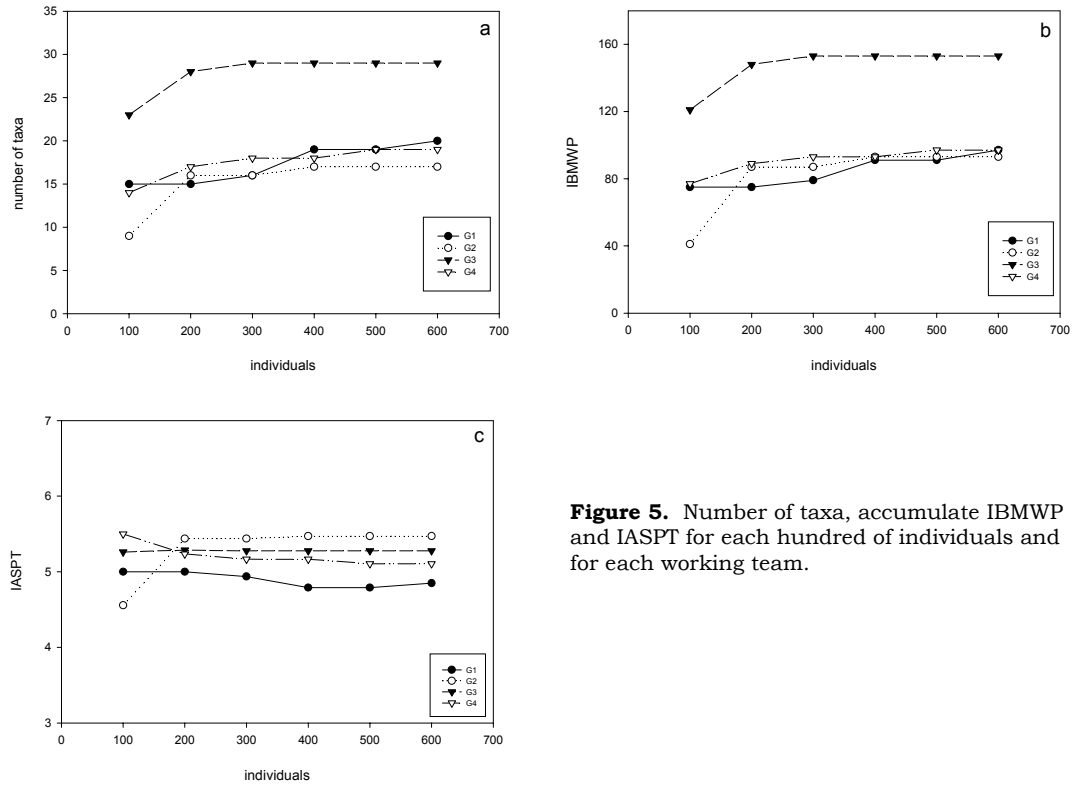 a
35
30
25
20
15
10
5
0
number of taxa
0 100 200 300 400 500 600 700
individuals
G1
G2
G3
G4
b
160
120
80
40
0
IBMWP
0 100 200 300 400 500 600 700
individuals
G1
G2
G3
G4
c
7
6
5
4
3
IASPT
0 100 200 300 400 500 600 700
individuals
G1
G2
G3
G4
Figure 5. Number of taxa, accumulate IBMWP
and IASPT for each hundred of individuals and
for each working team.